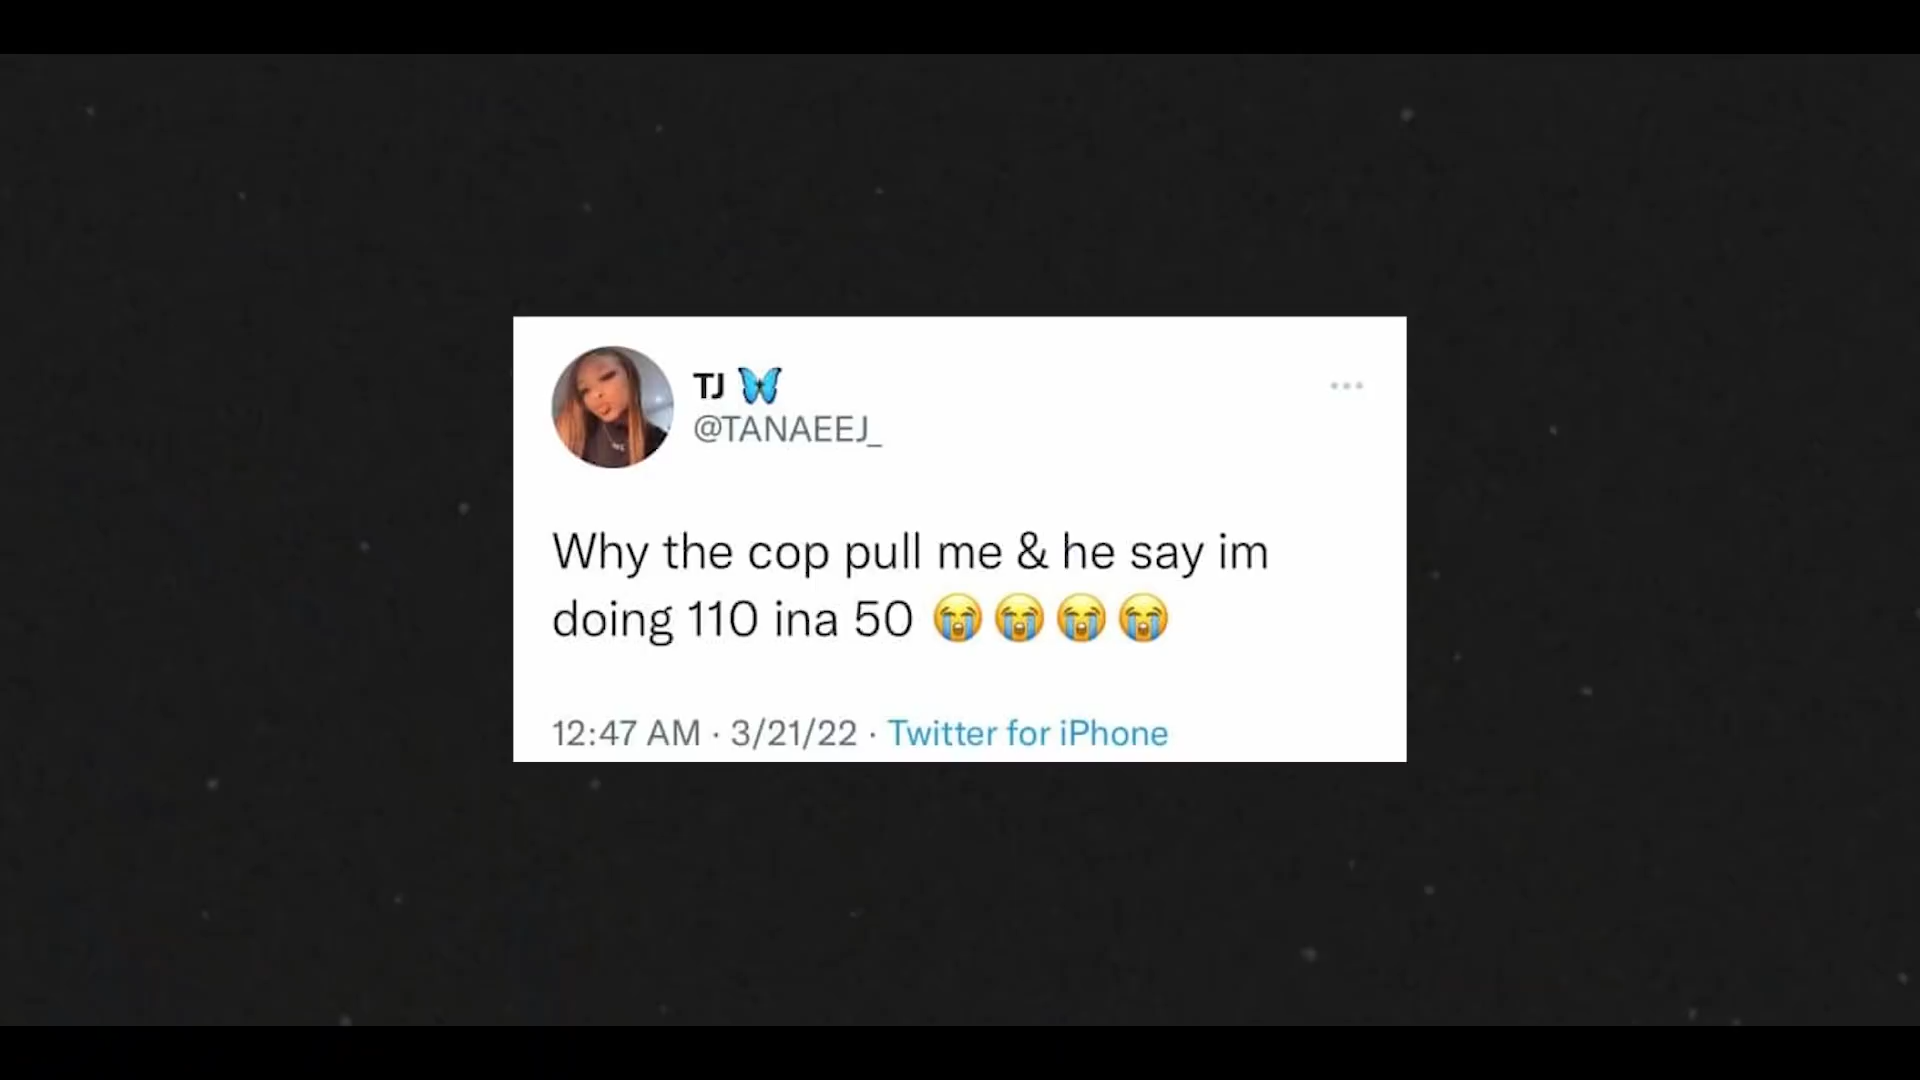 TJ 🦋
@TANAEEJ_
Why the cop pull me & he say im
doing 110 ina 50 😭😭😭😭
12:47 AM · 3/21/22 · Twitter for iPhone